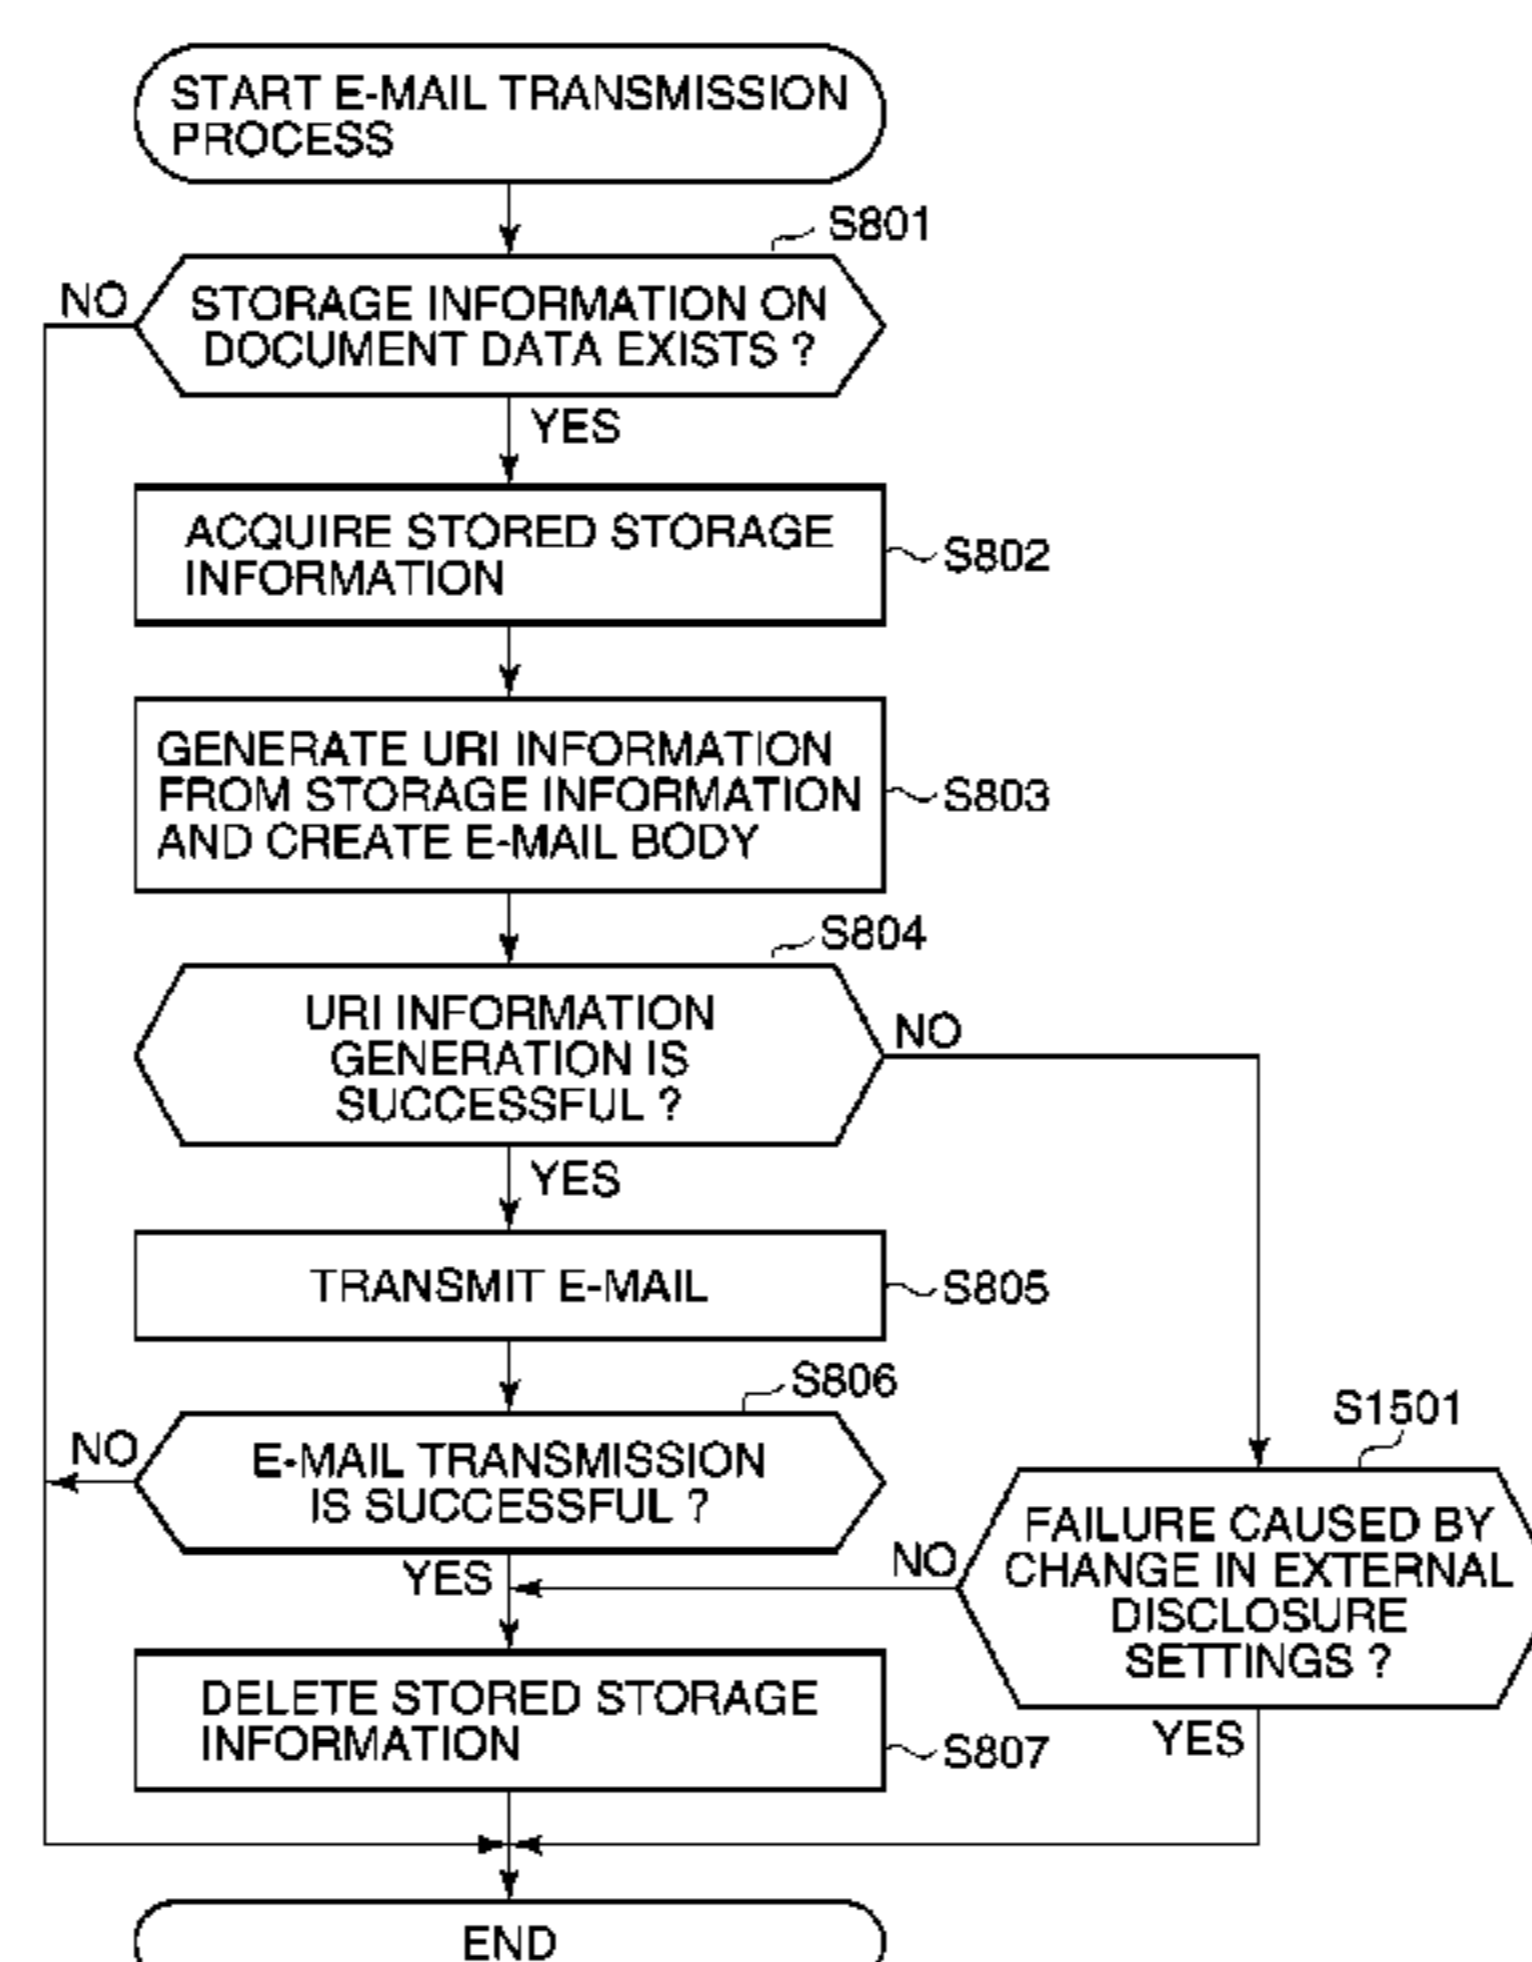 START E-MAIL TRANSMISSION
PROCESS
S801
NO
STORAGE INFORMATION ON
DOCUMENT DATA EXISTS ?
YES
ACQUIRE STORED STORAGE
INFORMATION
S802
GENERATE URI INFORMATION
FROM STORAGE INFORMATION
AND CREATE E-MAIL BODY
S803
S804
URI INFORMATION
GENERATION IS
SUCCESSFUL ?
NO
YES
TRANSMIT E-MAIL
S805
S806
NO
E-MAIL TRANSMISSION
IS SUCCESSFUL ?
YES
S1501
FAILURE CAUSED BY
CHANGE IN EXTERNAL
DISCLOSURE
SETTINGS ?
NO
YES
DELETE STORED STORAGE
INFORMATION
S807
END